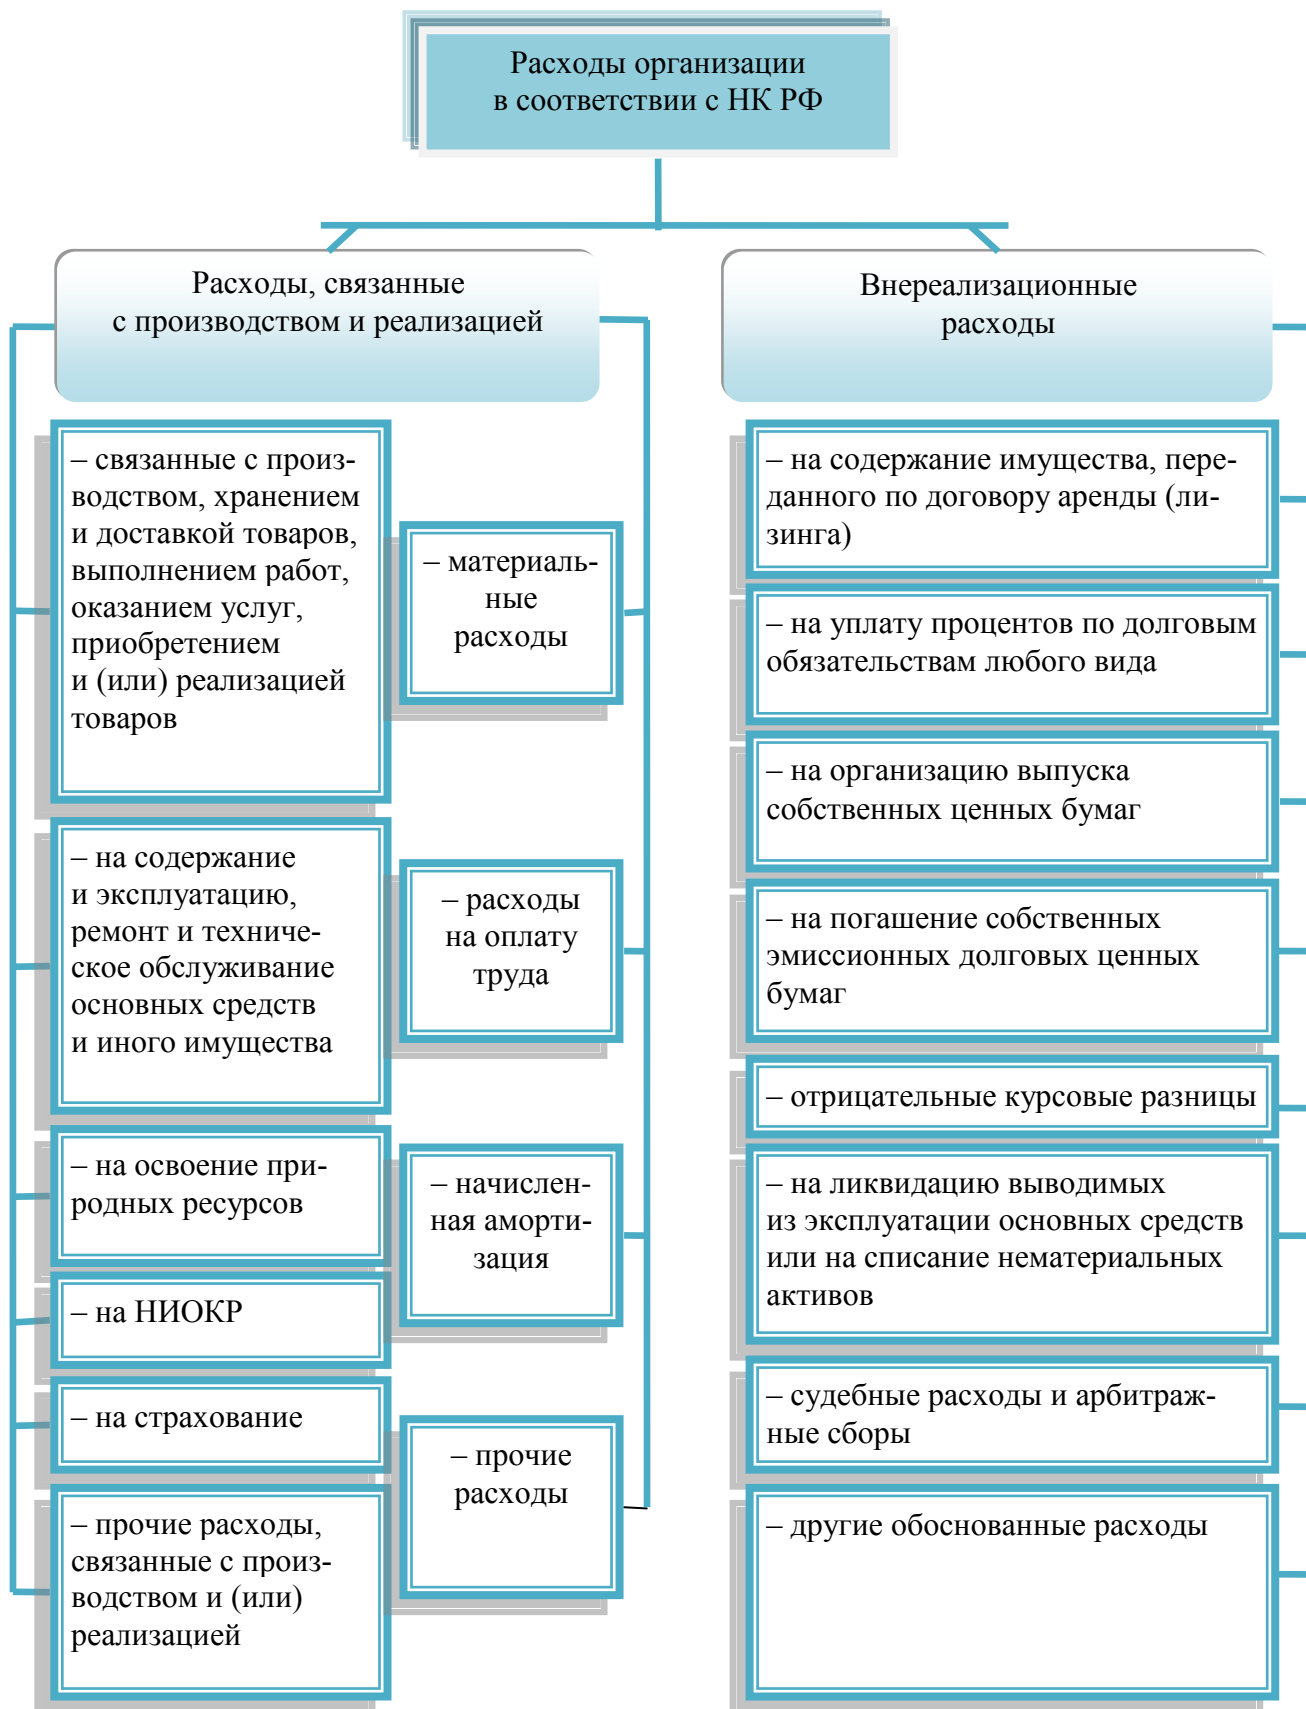 Расходы организации
в соответствии с НК РФ
Расходы, связанные
с производством и реализацией
– связанные с произ-
водством, хранением
и доставкой товаров,
выполнением работ,
оказанием услуг,
приобретением
и (или) реализацией
товаров
– на содержание
и эксплуатацию,
ремонт и техниче-
ское обслуживание
основных средств
и иного имущества
– на освоение при-
родных ресурсов
– на НИОКР
– на страхование
– прочие расходы,
связанные с произ-
водством и (или)
реализацией
– материаль-
ные
расходы
– расходы
на оплату
труда
– начислен-
ная аморти-
зация
– прочие
расходы
Внереализационные
расходы
– на содержание имущества, пере-
данного по договору аренды (ли-
зинга)
– на уплату процентов по долговым
обязательствам любого вида
– на организацию выпуска
собственных ценных бумаг
– на погашение собственных
эмиссионных долговых ценных
бумаг
– отрицательные курсовые разницы
– на ликвидацию выводимых
из эксплуатации основных средств
или на списание нематериальных
активов
– судебные расходы и арбитраж-
ные сборы
– другие обоснованные расходы